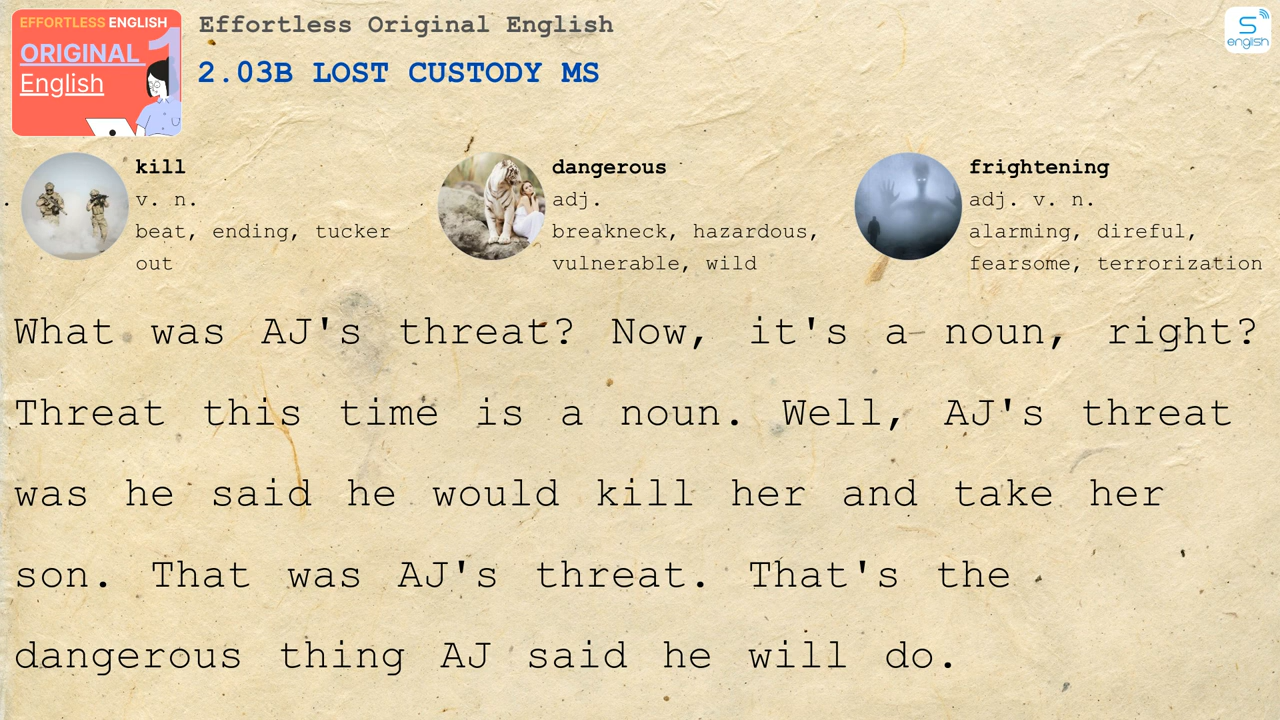 EFFORTLESS ENGLISH
ORIGINAL 1
English
Effortless Original English
2.03B LOST CUSTODY MS
S
english
kill
v. n.
beat, ending, tucker
out
dangerous
adj.
breakneck, hazardous,
vulnerable, wild
frightening
adj. v. n.
alarming, direful,
fearsome, terrorization
What was AJ's threat? Now, it's a noun, right?
Threat this time is a noun. Well, AJ's threat
was he said he would kill her and take her
son. That was AJ's threat. That's the
dangerous thing AJ said he will do.